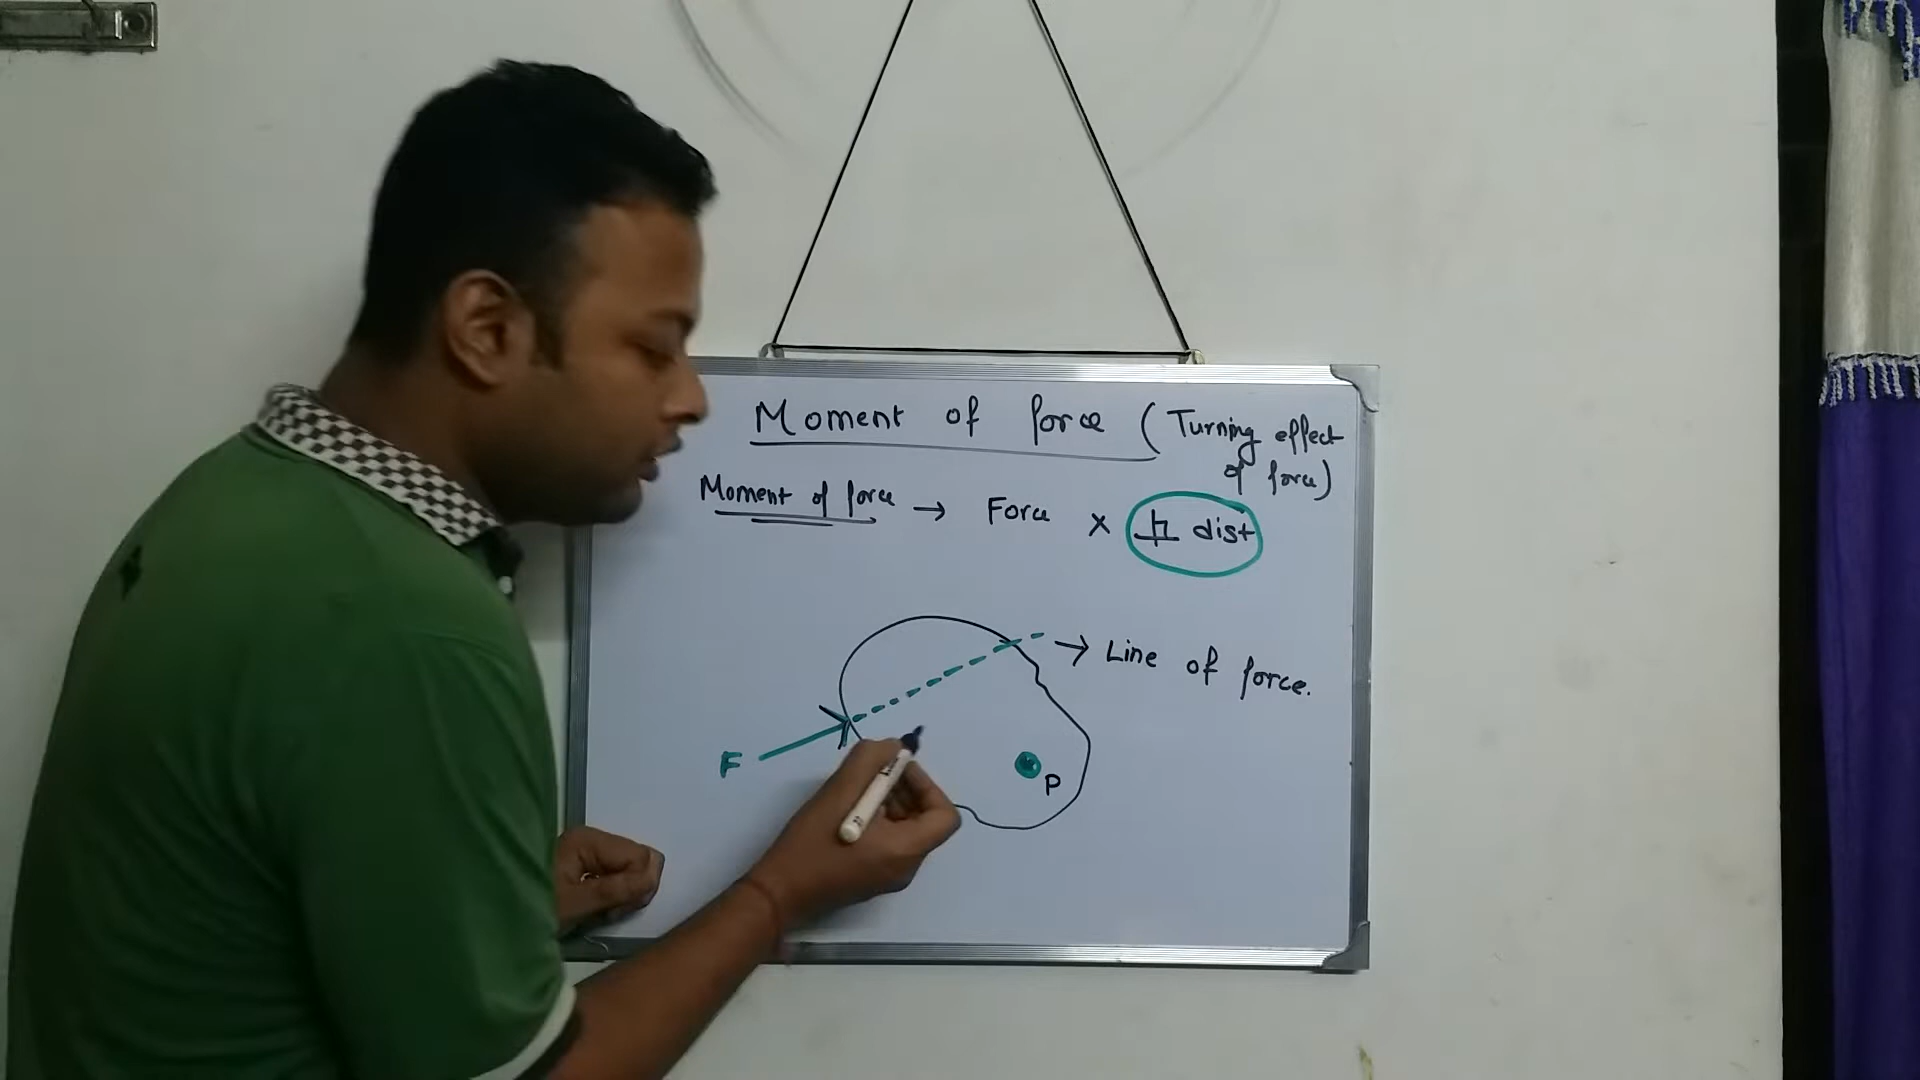 Moment of force (Turning effect
of force)
Moment of force → Force × ⊥ dist
→ Line of force.
F
P